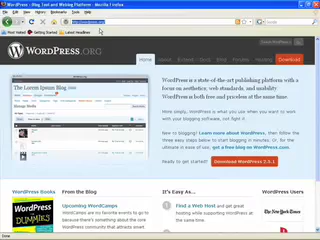 WordPress › Blog Tool and Weblog Platform - Mozilla Firefox
File Edit View History Bookmarks Tools Help
Most Visited Getting Started Latest Headlines
WORDPRESS.ORG
Home
Download
The Lorem Ipsum Blog
WordPress is a state-of-the-art publishing platform with a
focus on aesthetics, web standards, and usability.
WordPress is both free and priceless at the same time.
More simply, WordPress is what you use when you want to work
with your blogging software, not fight it.
New to blogging? Learn more about WordPress, then follow the
three easy steps below to start blogging in minutes. Or, for the
ultimate in ease of use, get a free blog on WordPress.com.
Ready to get started?
Download WordPress 2.5.1
WordPress Books
From the Blog
It's Easy As...
WordPress Users
WordPress
DUMMIES
Upcoming WordCamps
WordCamps are no favorite events to go to
because there's something about the core
WordPress community that attracts smart
1 Find a Web Host and get great
hosting while supporting WordPress at
the same time
The New York Times
Done